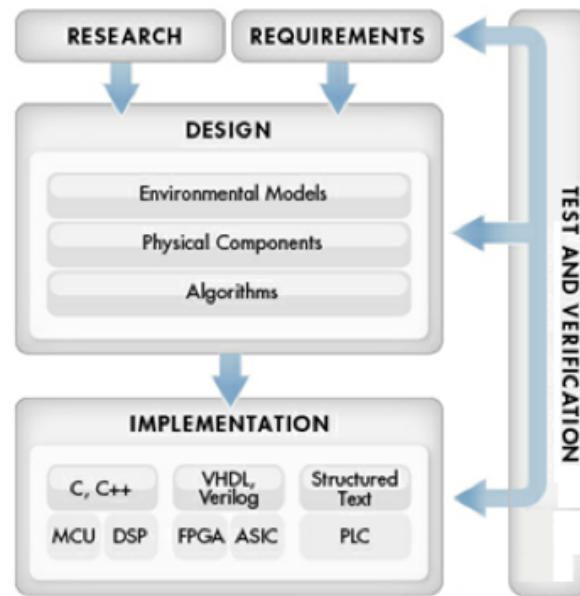 RESEARCH
REQUIREMENTS
DESIGN
Environmental Models
Physical Components
Algorithms
IMPLEMENTATION
C, C++
VHDL,
Verilog
Structured
Text
MCU
DSP
FPGA
ASIC
PLC
TEST AND VERIFICATION